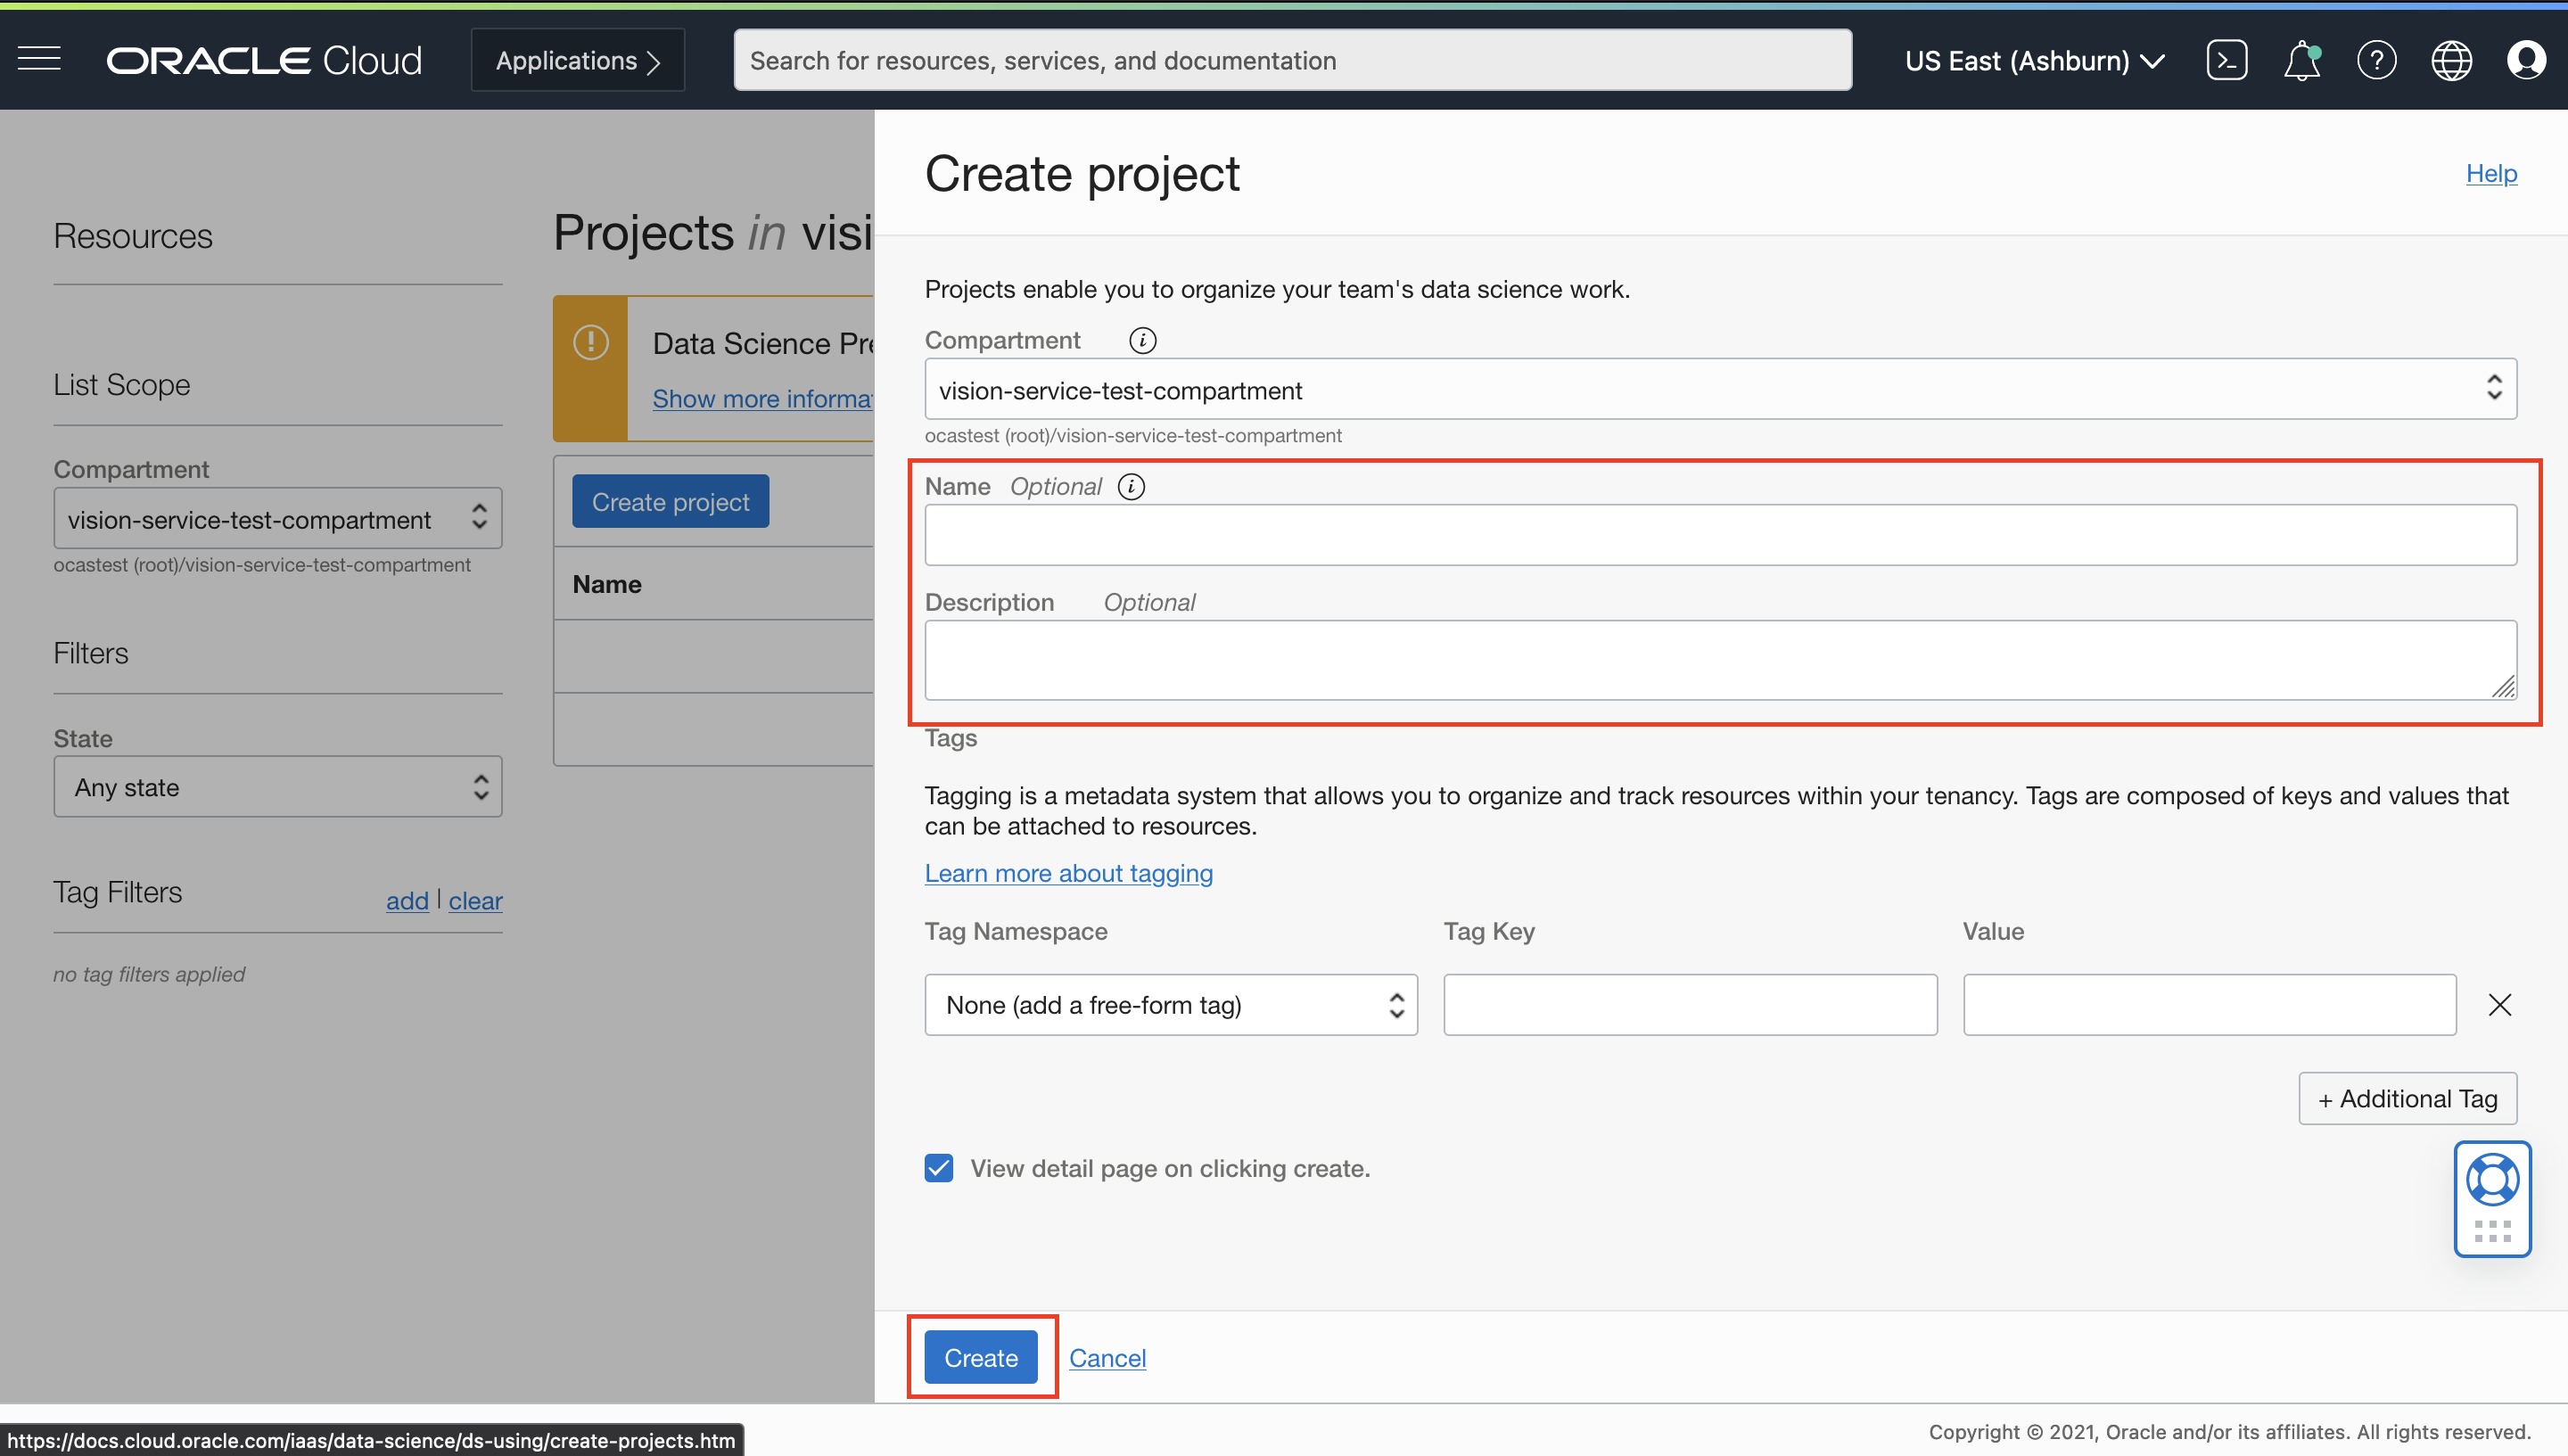 ORACLE Cloud
Applications
Search for resources, services, and documentation
US East (Ashburn)
Resources
List Scope
Compartment
vision-service-test-compartment
ocastest (root)/vision-service-test-compartment
Filters
State
Any state
Tag Filters
add | clear
no tag filters applied
Projects in visi
Data Science Pre
Show more informa
Create project
Name
Create project
Help
Projects enable you to organize your team's data science work.
Compartment
vision-service-test-compartment
ocastest (root)/vision-service-test-compartment
Name Optional
Description Optional
Tags
Tagging is a metadata system that allows you to organize and track resources within your tenancy. Tags are composed of keys and values that
can be attached to resources.
Learn more about tagging
Tag Namespace Tag Key Value
None (add a free-form tag)
+ Additional Tag
View detail page on clicking create.
Create Cancel
https://docs.cloud.oracle.com/iaas/data-science/ds-using/create-projects.htm
Copyright © 2021, Oracle and/or its affiliates. All rights reserved.